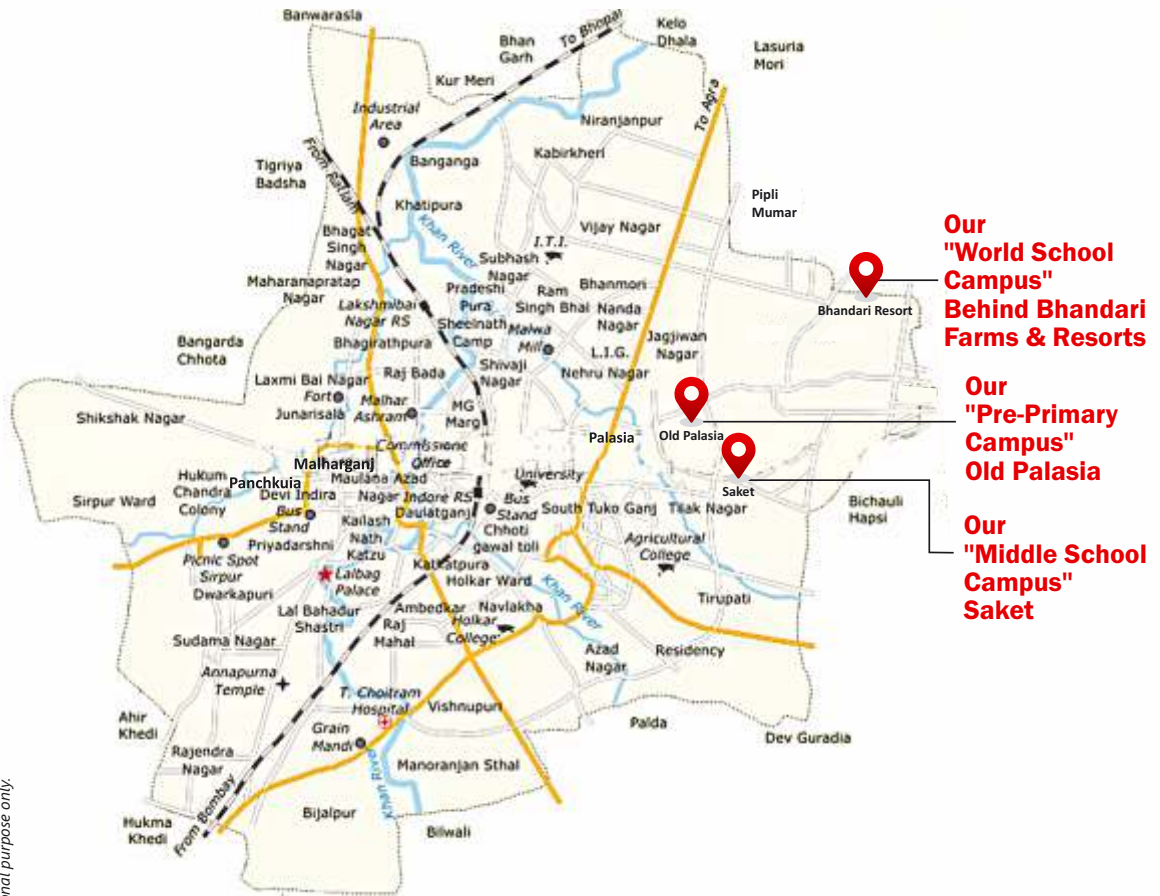 Banwarasia
To Bhopal
Kelo
Dhala
Bhan
Garh
Lasuria
Mori
Kur Meri
Industrial
Area
To Agra
Niranjanpur
From Ratlam
Banganga
Kabirkheri
Tigriya
Badsha
Pipli
Mumar
Khatipura
Khan River
Vijay Nagar
Bhagat
Singh
Nagar
I.T.I.
Subhash
Nagar
Our
"World School
Campus"
Behind Bhandari
Farms & Resorts
Maharanapratap
Nagar
Pradeshi
Pura
Ram
Singh Bhai
Bhanmori
Nanda
Nagar
Bhandari Resort
Lakshmibai
Nagar RS
Sheelnath
Camp
Malwa
Mill
Jagjiwan
Nagar
Bangarda
Chhota
Bhagirathpura
L.I.G.
Shivaji
Nagar
Nehru Nagar
Raj Bada
Laxmi Bai Nagar
Fort
Malhar
Ashram
Junarisala
MG
Marg
Shikshak Nagar
Our
"Pre-Primary
Campus"
Old Palasia
Palasia
Old Palasia
Commissione
Office
Malharganj
Maulana Azad
Nagar
Hukum
Chandra
Colony
Panchkuia
University
Saket
Sirpur Ward
Devi Indira
Bus
Stand
Indore RS
Daulatganj
Bus
Stand
South Tuko Ganj
Tilak Nagar
Bichauli
Hapsi
Kailash
Nath
Katzu
Chhoti
gawal toli
Our
"Middle School
Campus"
Saket
Priyadarshni
Agricultural
College
Picnic Spot
Sirpur
Katkatpura
Lalbag
Palace
Holkar Ward
Dwarkapuri
Khan River
Tirupati
Lal Bahadur
Shastri
Ambedkar
Navlakha
Raj
Mahal
Holkar
College
Sudama Nagar
Azad
Nagar
Residency
Annapurna
Temple
T. Choitram
Hospital
Vishnupuri
Ahir
Khedi
Palda
Grain
Mandi
Dev Guradia
Rajendra
Nagar
Khan River
Manoranjan Sthal
From Bombay
Bijalpur
Hukma
Khedi
Bilwali
purpose only.